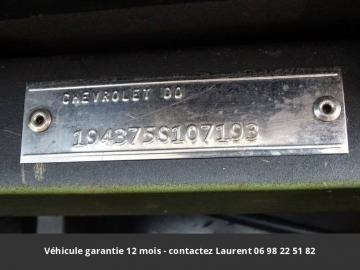 CHEVROLET DO
194375S107193
Véhicule garantie 12 mois - contactez Laurent 06 98 22 51 82